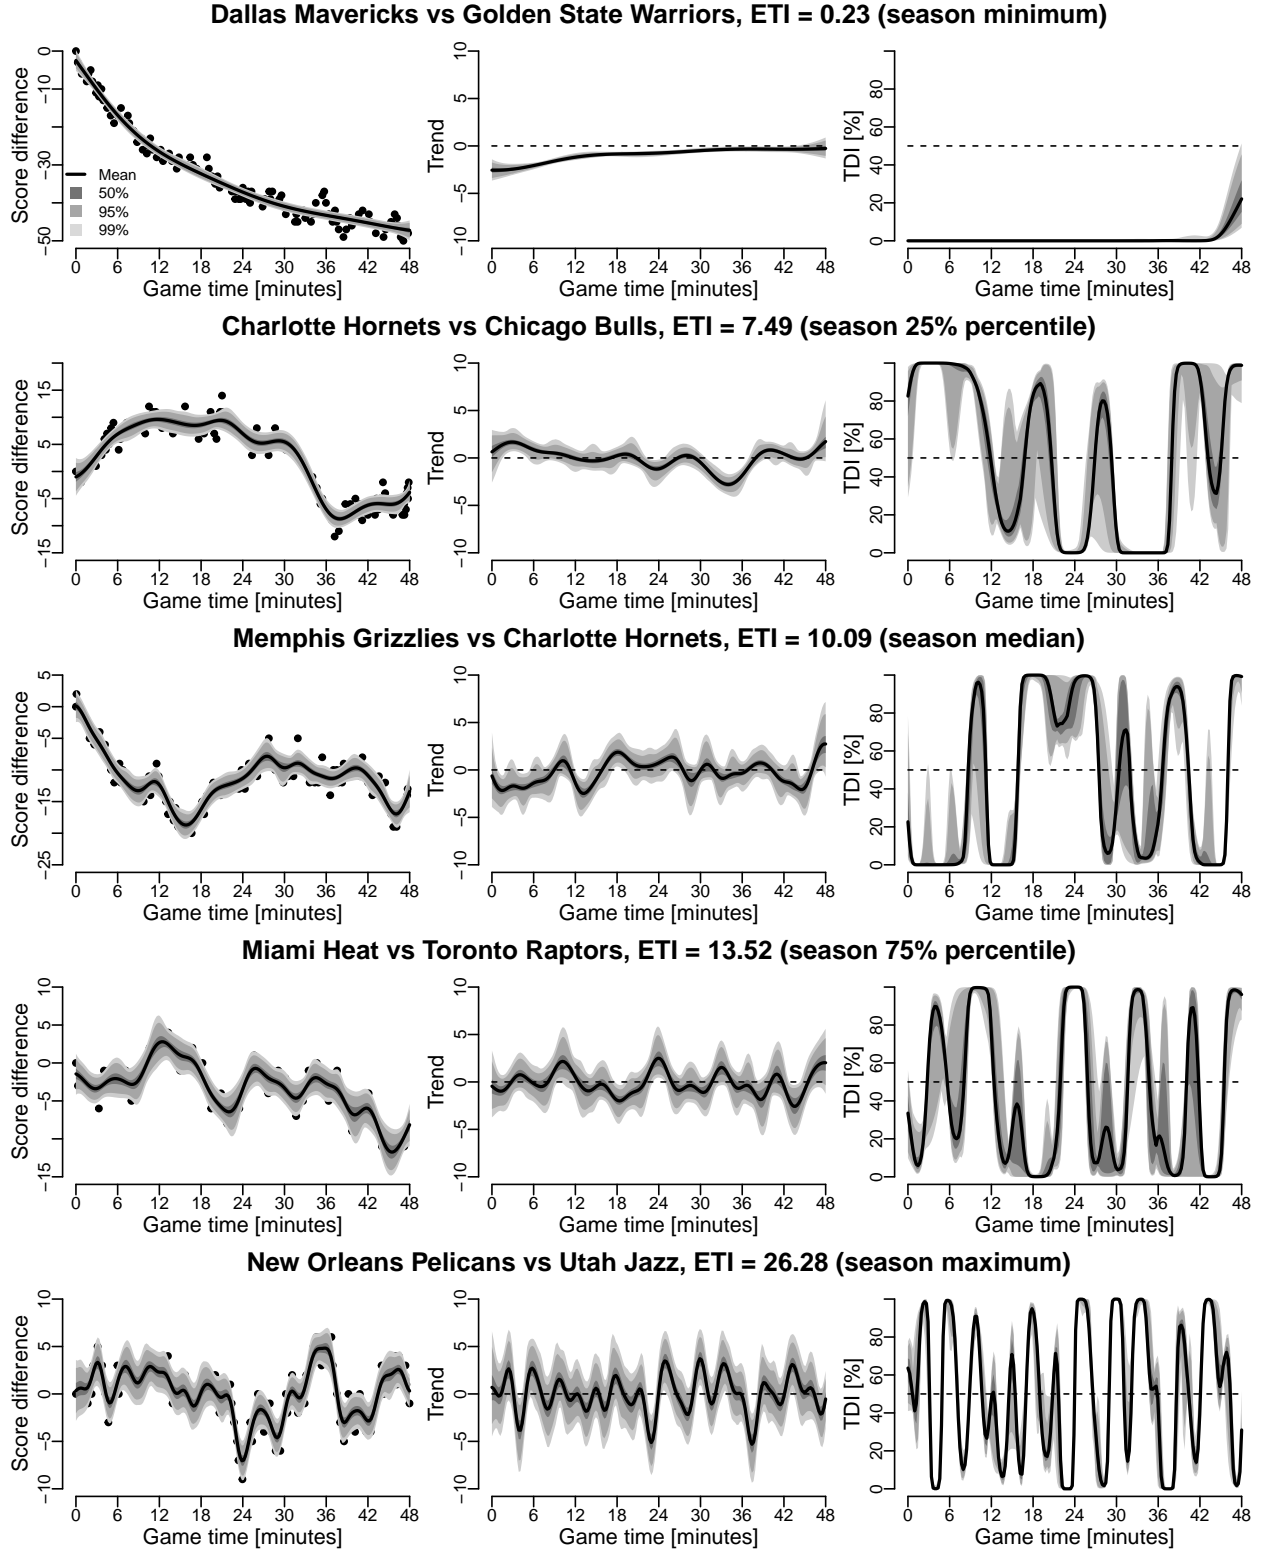 Dallas Mavericks vs Golden State Warriors, ETI = 0.23 (season minimum)
Score difference
0
−10
−30
−50
Mean
50%
95%
99%
0 6 12 18 24 30 36 42 48
Game time [minutes]
Trend
10
5
0
−5
−10
0 6 12 18 24 30 36 42 48
Game time [minutes]
TDI [%]
80
60
40
20
0
0 6 12 18 24 30 36 42 48
Game time [minutes]
Charlotte Hornets vs Chicago Bulls, ETI = 7.49 (season 25% percentile)
Score difference
15
5
0
−5
−15
0 6 12 18 24 30 36 42 48
Game time [minutes]
Trend
10
5
0
−5
−10
0 6 12 18 24 30 36 42 48
Game time [minutes]
TDI [%]
80
60
40
20
0
0 6 12 18 24 30 36 42 48
Game time [minutes]
Memphis Grizzlies vs Charlotte Hornets, ETI = 10.09 (season median)
Score difference
5
0
−5
−15
−25
0 6 12 18 24 30 36 42 48
Game time [minutes]
Trend
10
5
0
−5
−10
0 6 12 18 24 30 36 42 48
Game time [minutes]
TDI [%]
80
60
40
20
0
0 6 12 18 24 30 36 42 48
Game time [minutes]
Miami Heat vs Toronto Raptors, ETI = 13.52 (season 75% percentile)
Score difference
10
5
0
−5
−15
0 6 12 18 24 30 36 42 48
Game time [minutes]
Trend
10
5
0
−5
−10
0 6 12 18 24 30 36 42 48
Game time [minutes]
TDI [%]
80
60
40
20
0
0 6 12 18 24 30 36 42 48
Game time [minutes]
New Orleans Pelicans vs Utah Jazz, ETI = 26.28 (season maximum)
Score difference
10
5
0
−5
−10
0 6 12 18 24 30 36 42 48
Game time [minutes]
Trend
10
5
0
−5
−10
0 6 12 18 24 30 36 42 48
Game time [minutes]
TDI [%]
80
60
40
20
0
0 6 12 18 24 30 36 42 48
Game time [minutes]